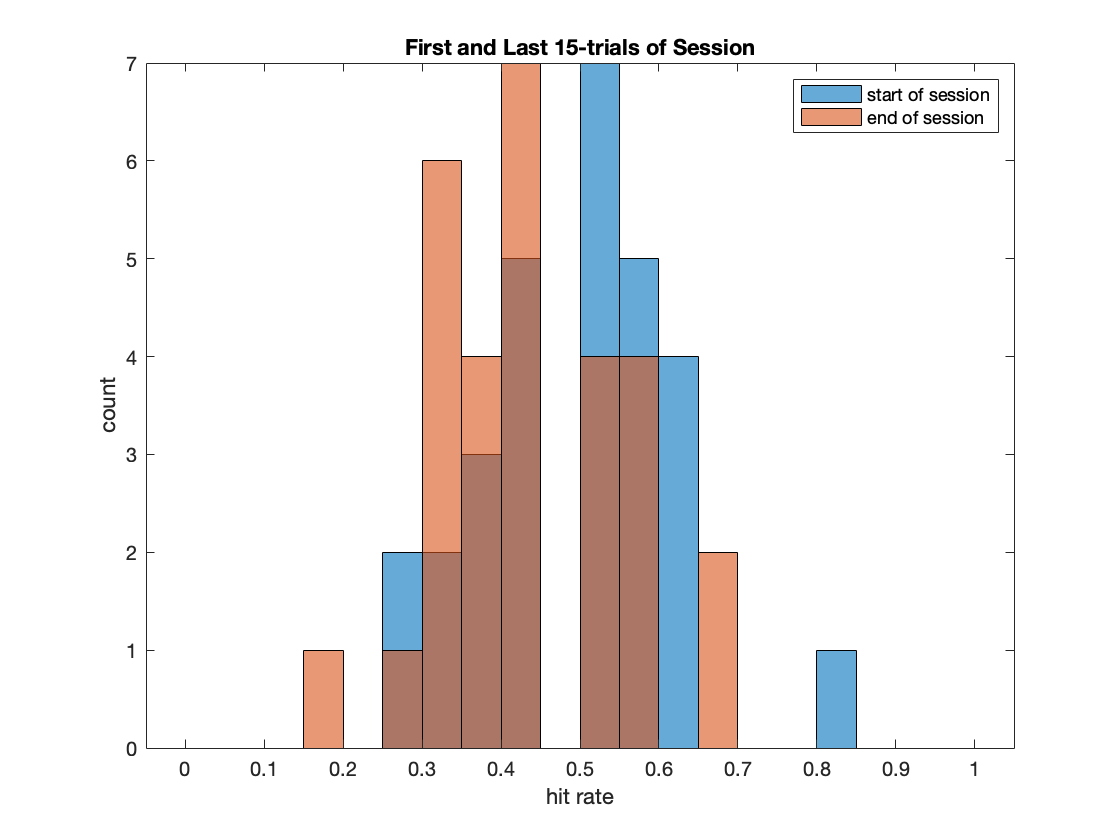 First and Last 15-trials of Session
start of session
end of session
7
6
5
4
3
2
1
0
count
0 0.1 0.2 0.3 0.4 0.5 0.6 0.7 0.8 0.9 1
hit rate